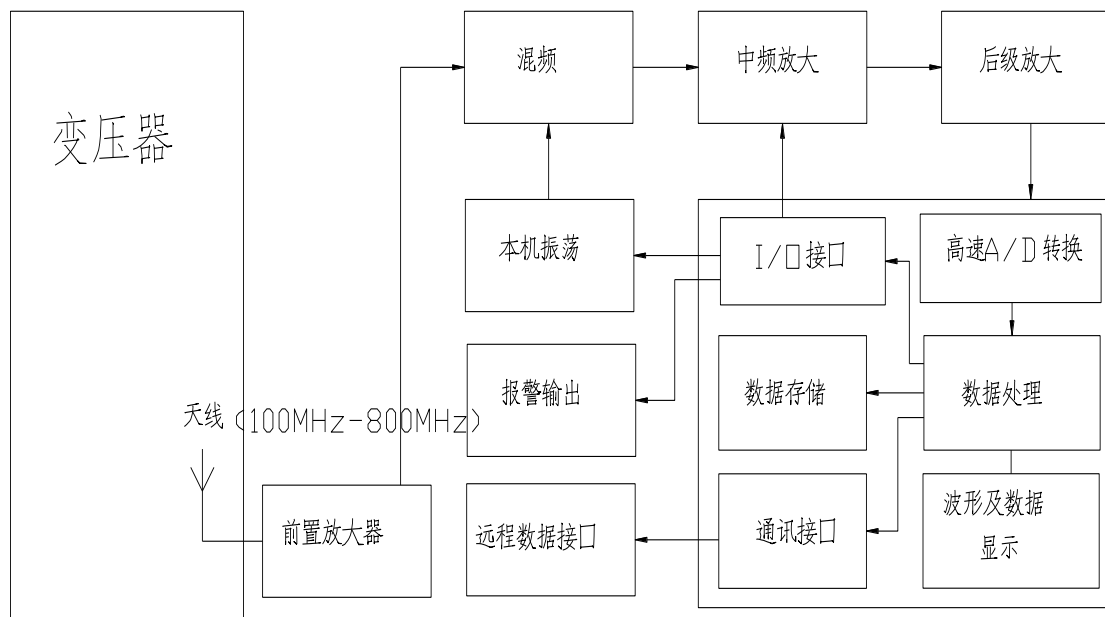 混频
中频放大
后级放大
变压器
本机振荡
I/O接口
高速A/D转换
报警输出
数据存储
数据处理
天线(100MHz-800MHz)
前置放大器
远程数据接口
通讯接口
波形及数据
显示